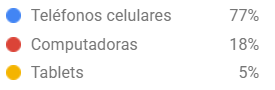 Teléfonos celulares 77%
Computadoras 18%
Tablets 5%